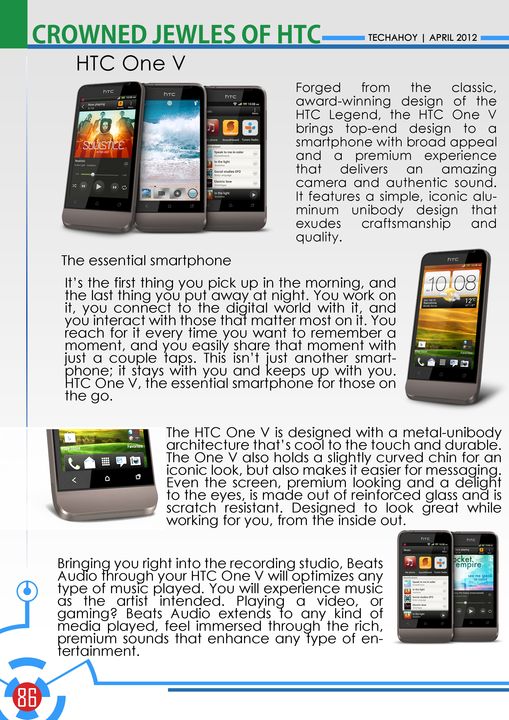 CROWNED JEWLES OF HTC
TECHAHOY | APRIL 2012
HTC One V
Forged from the classic,
award-winning design of the
HTC Legend, the HTC One V
brings top-end design to a
smartphone with broad appeal
and a premium experience
that delivers an amazing
camera and authentic sound.
It features a simple, iconic alu-
minum unibody design that
exudes craftsmanship and
quality.
The essential smartphone
It's the first thing you pick up in the morning, and
the last thing you put away at night. You work on
it, you connect to the digital world with it, and
you interact with those that matter most on it. You
reach for it every time you want to remember a
moment, and you easily share that moment with
just a couple taps. This isn't just another smart-
phone; it stays with you and keeps up with you.
HTC One V, the essential smartphone for those on
the go.
hTC
10:08
The HTC One V is designed with a metal-unibody
architecture that's cool to the touch and durable.
The One V also holds a slightly curved chin for an
iconic look, but also makes it easier for messaging.
Even the screen, premium looking and a delight
to the eyes, is made out of reinforced glass and is
scratch resistant. Designed to look great while
working for you, from the inside out.
Bringing you right into the recording studio, Beats
Audio through your HTC One V will optimizes any
type of music played. You will experience music
as the artist intended. Playing a video, or
gaming? Beats Audio extends to any kind of
media played, feel immersed through the rich,
premium sounds that enhance any type of en-
tertainment.
86